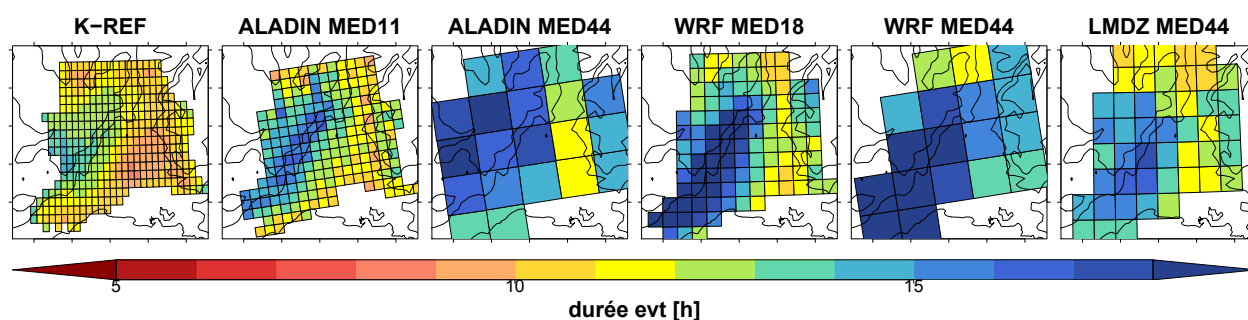 K−REF ALADIN MED11 ALADIN MED44 WRF MED18 WRF MED44 LMDZ MED44
5 10 15
durée evt [h]